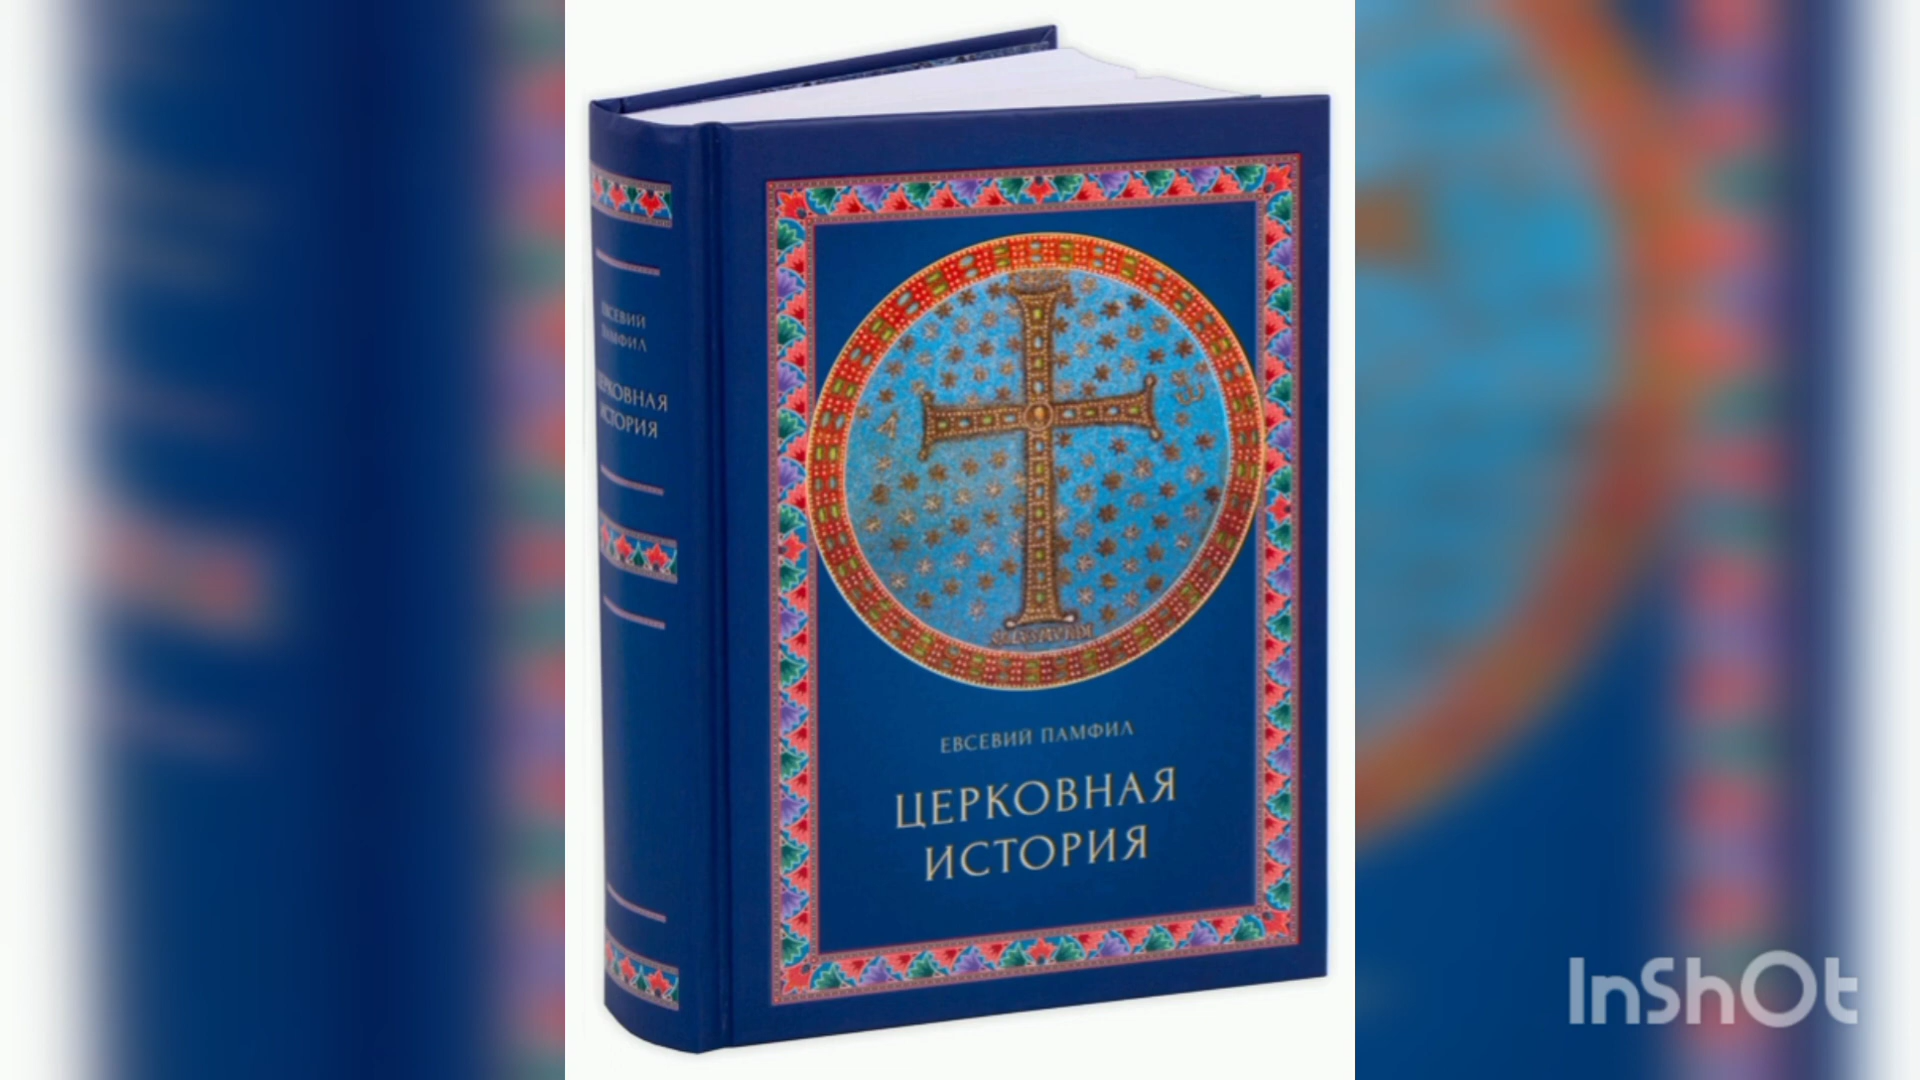 ЕВСЕВИЙ
ПАМФИЛ
ЦЕРКОВНАЯ
ИСТОРИЯ
ЕВСЕВИЙ ПАМФИЛ
ЦЕРКОВНАЯ
ИСТОРИЯ
InShOt